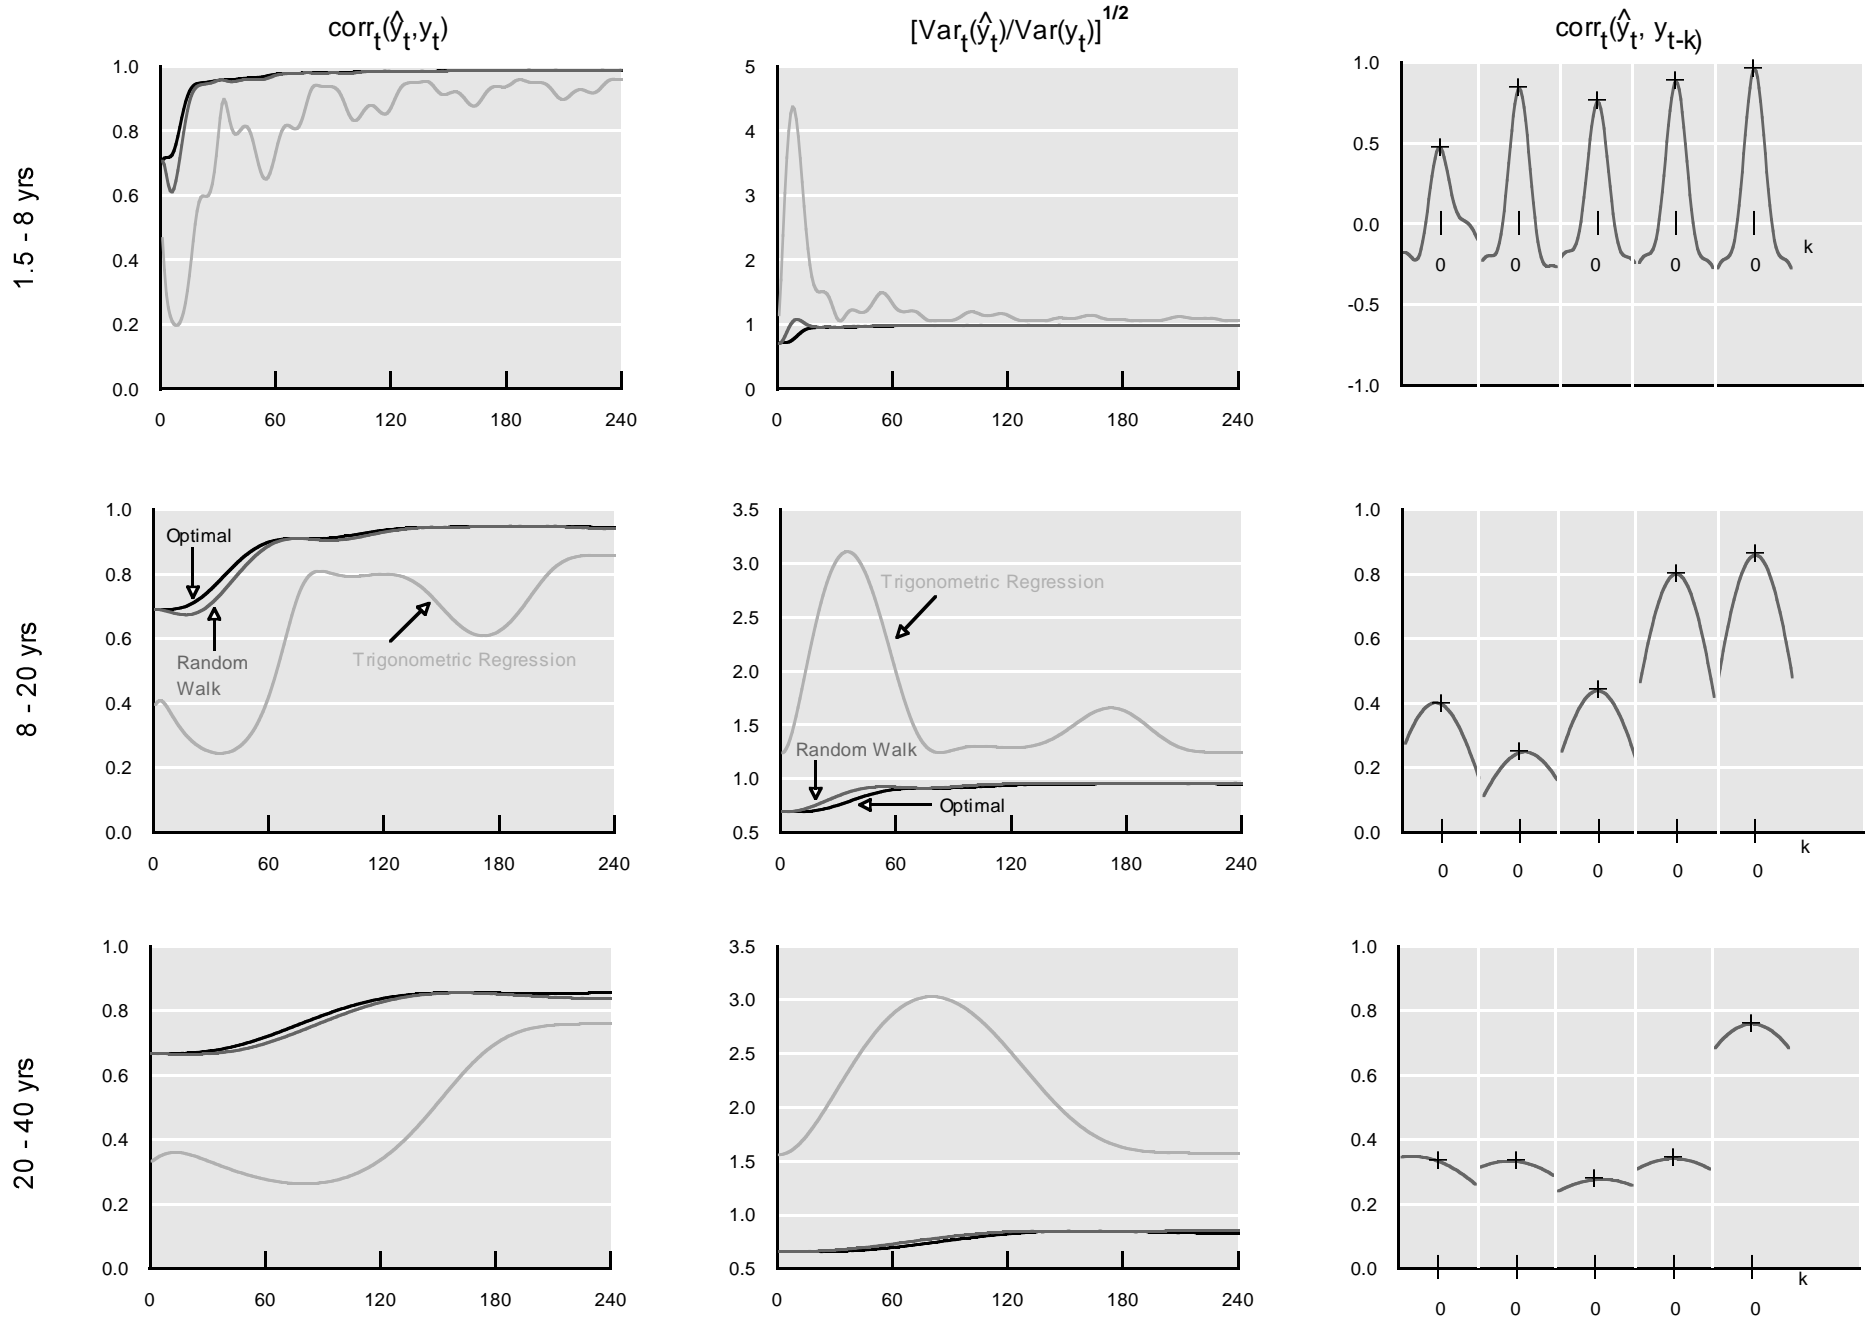 corr_t(ŷ_t,y_t)
[Var_t(ŷ_t)/Var(y_t)]^1/2
corr_t(ŷ_t, y_t-k)
1.5 - 8 yrs
1.0
0.8
0.6
0.4
0.2
0.0
0 60 120 180 240
5
4
3
2
1
0
0 60 120 180 240
1.0
0.5
0.0
-0.5
-1.0
0 0 0 0 0
k
8 - 20 yrs
1.0
0.8
0.6
0.4
0.2
0.0
Optimal
Random
Walk
Trigonometric Regression
0 60 120 180 240
3.5
3.0
2.5
2.0
1.5
1.0
0.5
Trigonometric Regression
Random Walk
Optimal
0 60 120 180 240
1.0
0.8
0.6
0.4
0.2
0.0
k
0 0 0 0 0
20 - 40 yrs
1.0
0.8
0.6
0.4
0.2
0.0
0 60 120 180 240
3.5
3.0
2.5
2.0
1.5
1.0
0.5
0 60 120 180 240
1.0
0.8
0.6
0.4
0.2
0.0
k
0 0 0 0 0